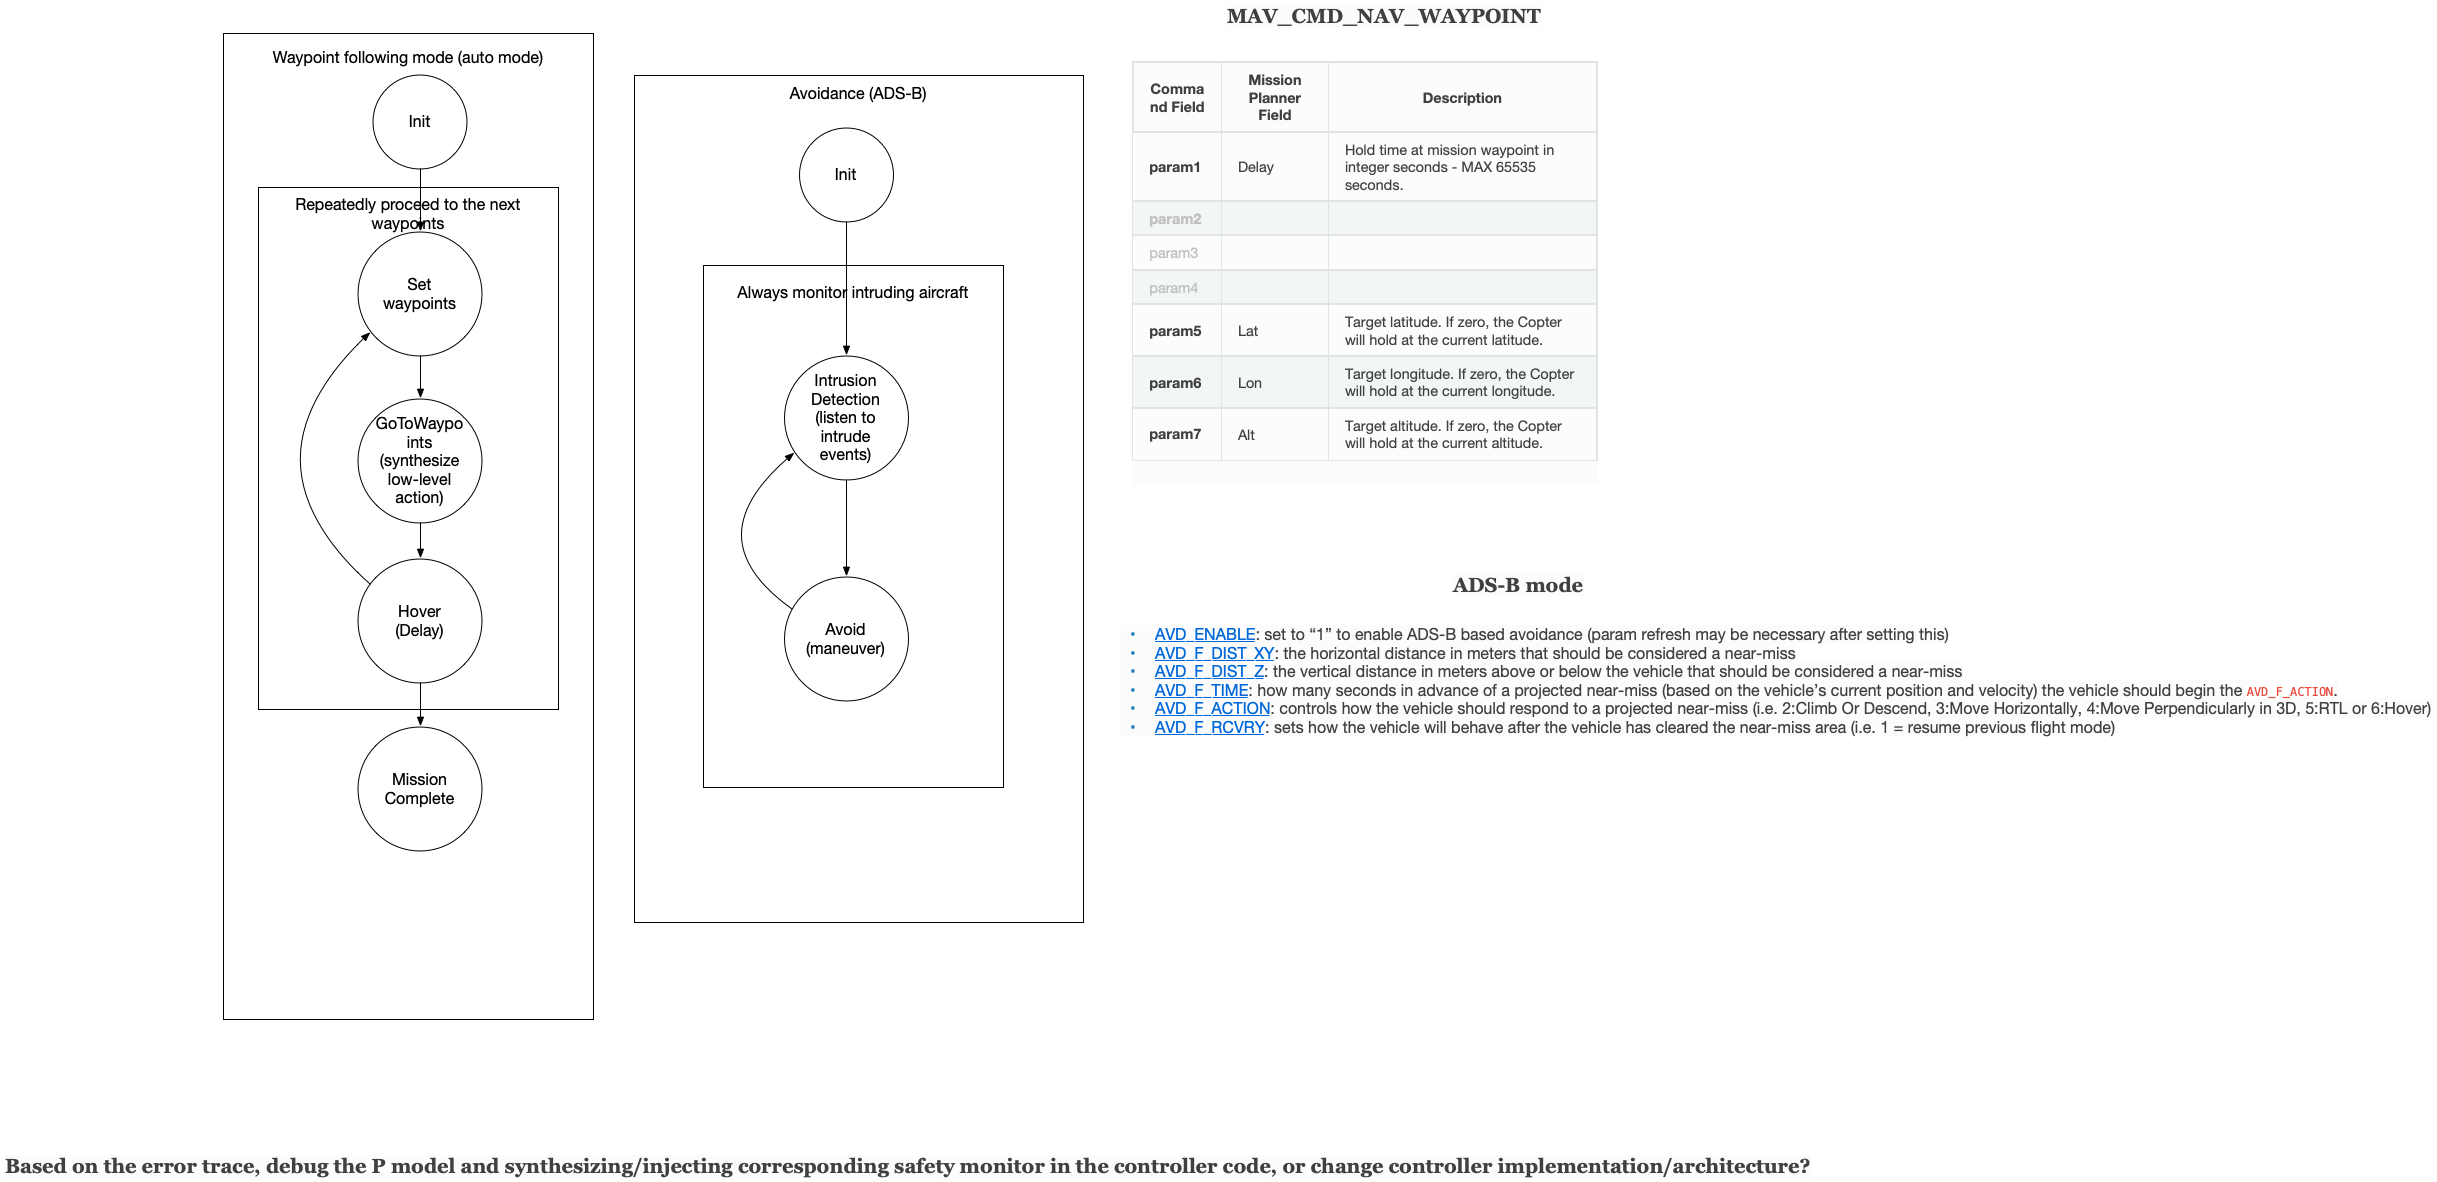 Waypoint following mode (auto mode)
Init
Repeatedly proceed to the next
waypoints
Set
waypoints
GoToWaypo
ints
(synthesize
low-level
action)
Hover
(Delay)
Mission
Complete
Avoidance (ADS-B)
Init
Always monitor intruding aircraft
Intrusion
Detection
(listen to
intrude
events)
Avoid
(maneuver)
MAV_CMD_NAV_WAYPOINT
Comma
nd Field
Mission
Planner
Field
Description
param1
Delay
Hold time at mission waypoint in
integer seconds - MAX 65535
seconds.
param2
param3
param4
param5
Lat
Target latitude. If zero, the Copter
will hold at the current latitude.
param6
Lon
Target longitude. If zero, the Copter
will hold at the current longitude.
param7
Alt
Target altitude. If zero, the Copter
will hold at the current altitude.
ADS-B mode
• AVD_ENABLE: set to “1” to enable ADS-B based avoidance (param refresh may be necessary after setting this)
• AVD_F_DIST_XY: the horizontal distance in meters that should be considered a near-miss
• AVD_F_DIST_Z: the vertical distance in meters above or below the vehicle that should be considered a near-miss
• AVD_F_TIME: how many seconds in advance of a projected near-miss (based on the vehicle’s current position and velocity) the vehicle should begin the AVD_F_ACTION.
• AVD_F_ACTION: controls how the vehicle should respond to a projected near-miss (i.e. 2:Climb Or Descend, 3:Move Horizontally, 4:Move Perpendicularly in 3D, 5:RTL or 6:Hover)
• AVD_F_RCVRY: sets how the vehicle will behave after the vehicle has cleared the near-miss area (i.e. 1 = resume previous flight mode)
Based on the error trace, debug the P model and synthesizing/injecting corresponding safety monitor in the controller code, or change controller implementation/architecture?